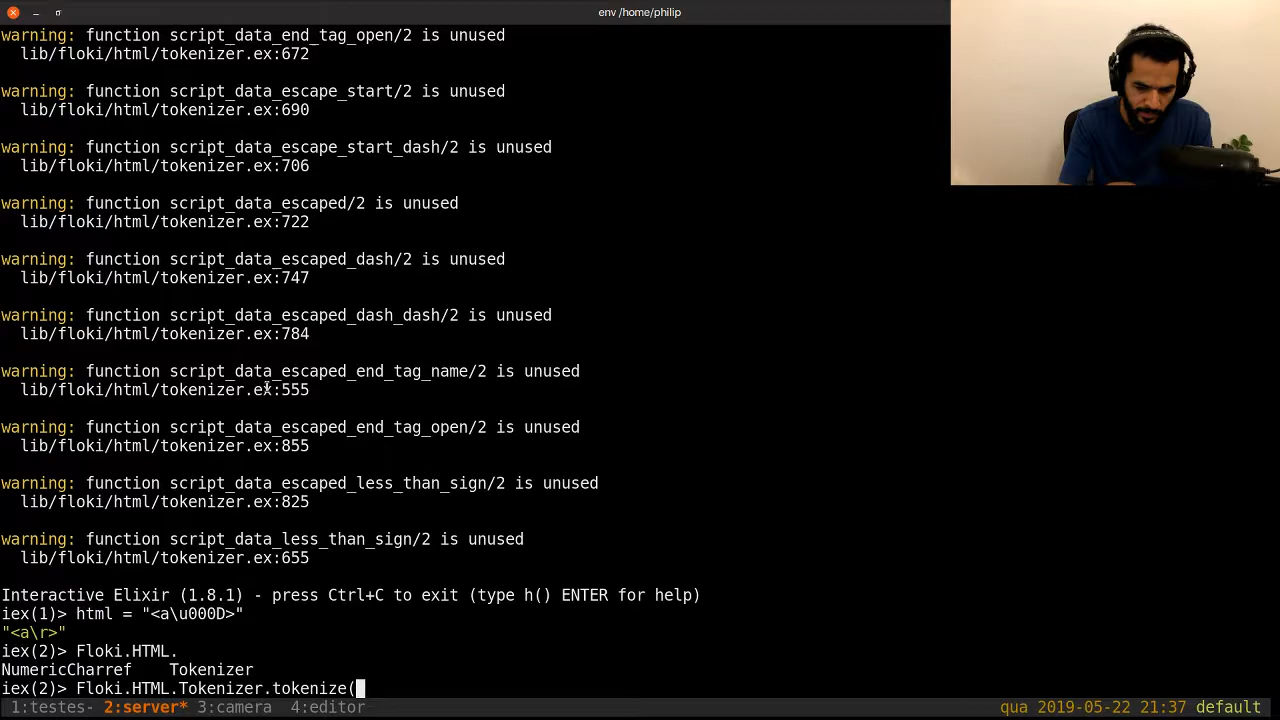 env /home/philip
warning: function script_data_end_tag_open/2 is unused
lib/floki/html/tokenizer.ex:672
warning: function script_data_escape_start/2 is unused
lib/floki/html/tokenizer.ex:690
warning: function script_data_escape_start_dash/2 is unused
lib/floki/html/tokenizer.ex:706
warning: function script_data_escaped/2 is unused
lib/floki/html/tokenizer.ex:722
warning: function script_data_escaped_dash/2 is unused
lib/floki/html/tokenizer.ex:747
warning: function script_data_escaped_dash_dash/2 is unused
lib/floki/html/tokenizer.ex:784
warning: function script_data_escaped_end_tag_name/2 is unused
lib/floki/html/tokenizer.ex:555
warning: function script_data_escaped_end_tag_open/2 is unused
lib/floki/html/tokenizer.ex:855
warning: function script_data_escaped_less_than_sign/2 is unused
lib/floki/html/tokenizer.ex:825
warning: function script_data_less_than_sign/2 is unused
lib/floki/html/tokenizer.ex:655
Interactive Elixir (1.8.1) - press Ctrl+C to exit (type h() ENTER for help)
iex(1)> html = "<a\u000D>"
"<a\r>"
iex(2)> Floki.HTML.
NumericCharref    Tokenizer
iex(2)> Floki.HTML.Tokenizer.tokenize(
1:testes- 2:server* 3:camera  4:editor qua 2019-05-22 21:37 default